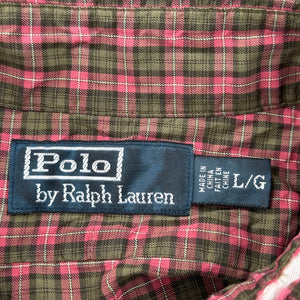 Polo
by Ralph Lauren
MADE IN
CHINA
FAIT EN
CHINE
L/G